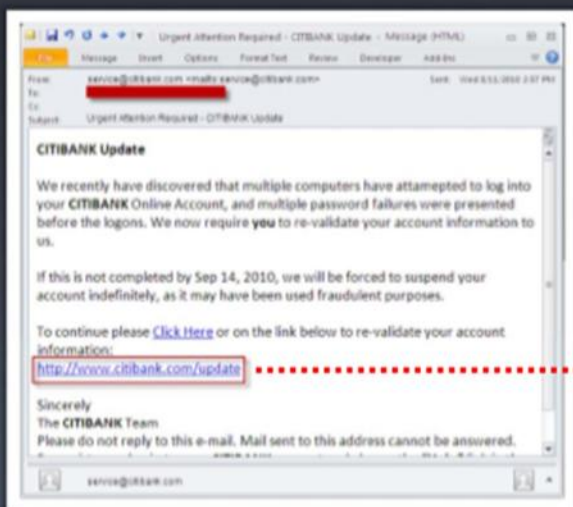 Urgent Attention Required - CITIBANK Update - Message (HTML)
File Message Insert Options Format Text Review Developer Add-Ins
From: service@citibank.com <mailto:service@citibank.com>
To:
Cc
Subject: Urgent Attention Required - CITIBANK Update
CITIBANK Update
We recently have discovered that multiple computers have attamepted to log into
your CITIBANK Online Account, and multiple password failures were presented
before the logons. We now require you to re-validate your account information to
us.
If this is not completed by Sep 14, 2010, we will be forced to suspend your
account indefinitely, as it may have been used fraudulent purposes.
To continue please Click Here or on the link below to re-validate your account
information:
http://www.citibank.com/update
Sincerely
The CITIBANK Team
Please do not reply to this e-mail. Mail sent to this address cannot be answered.
service@citibank.com